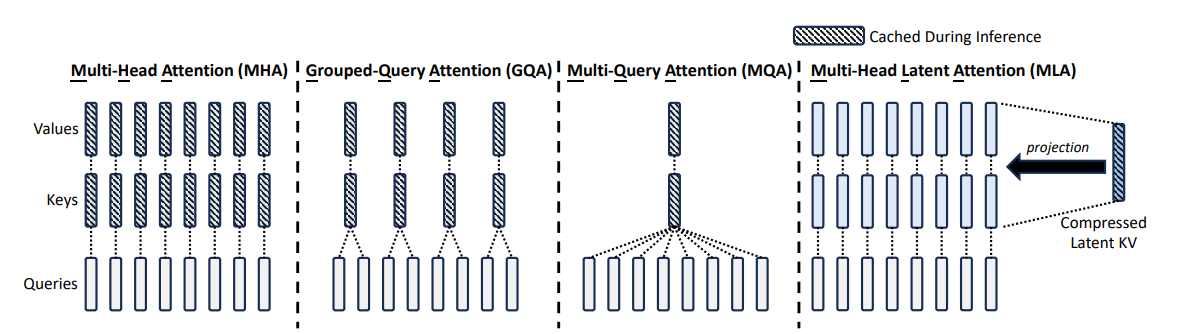 Cached During Inference
Multi-Head Attention (MHA)
Grouped-Query Attention (GQA)
Multi-Query Attention (MQA)
Multi-Head Latent Attention (MLA)
Values
projection
Keys
Compressed
Latent KV
Queries